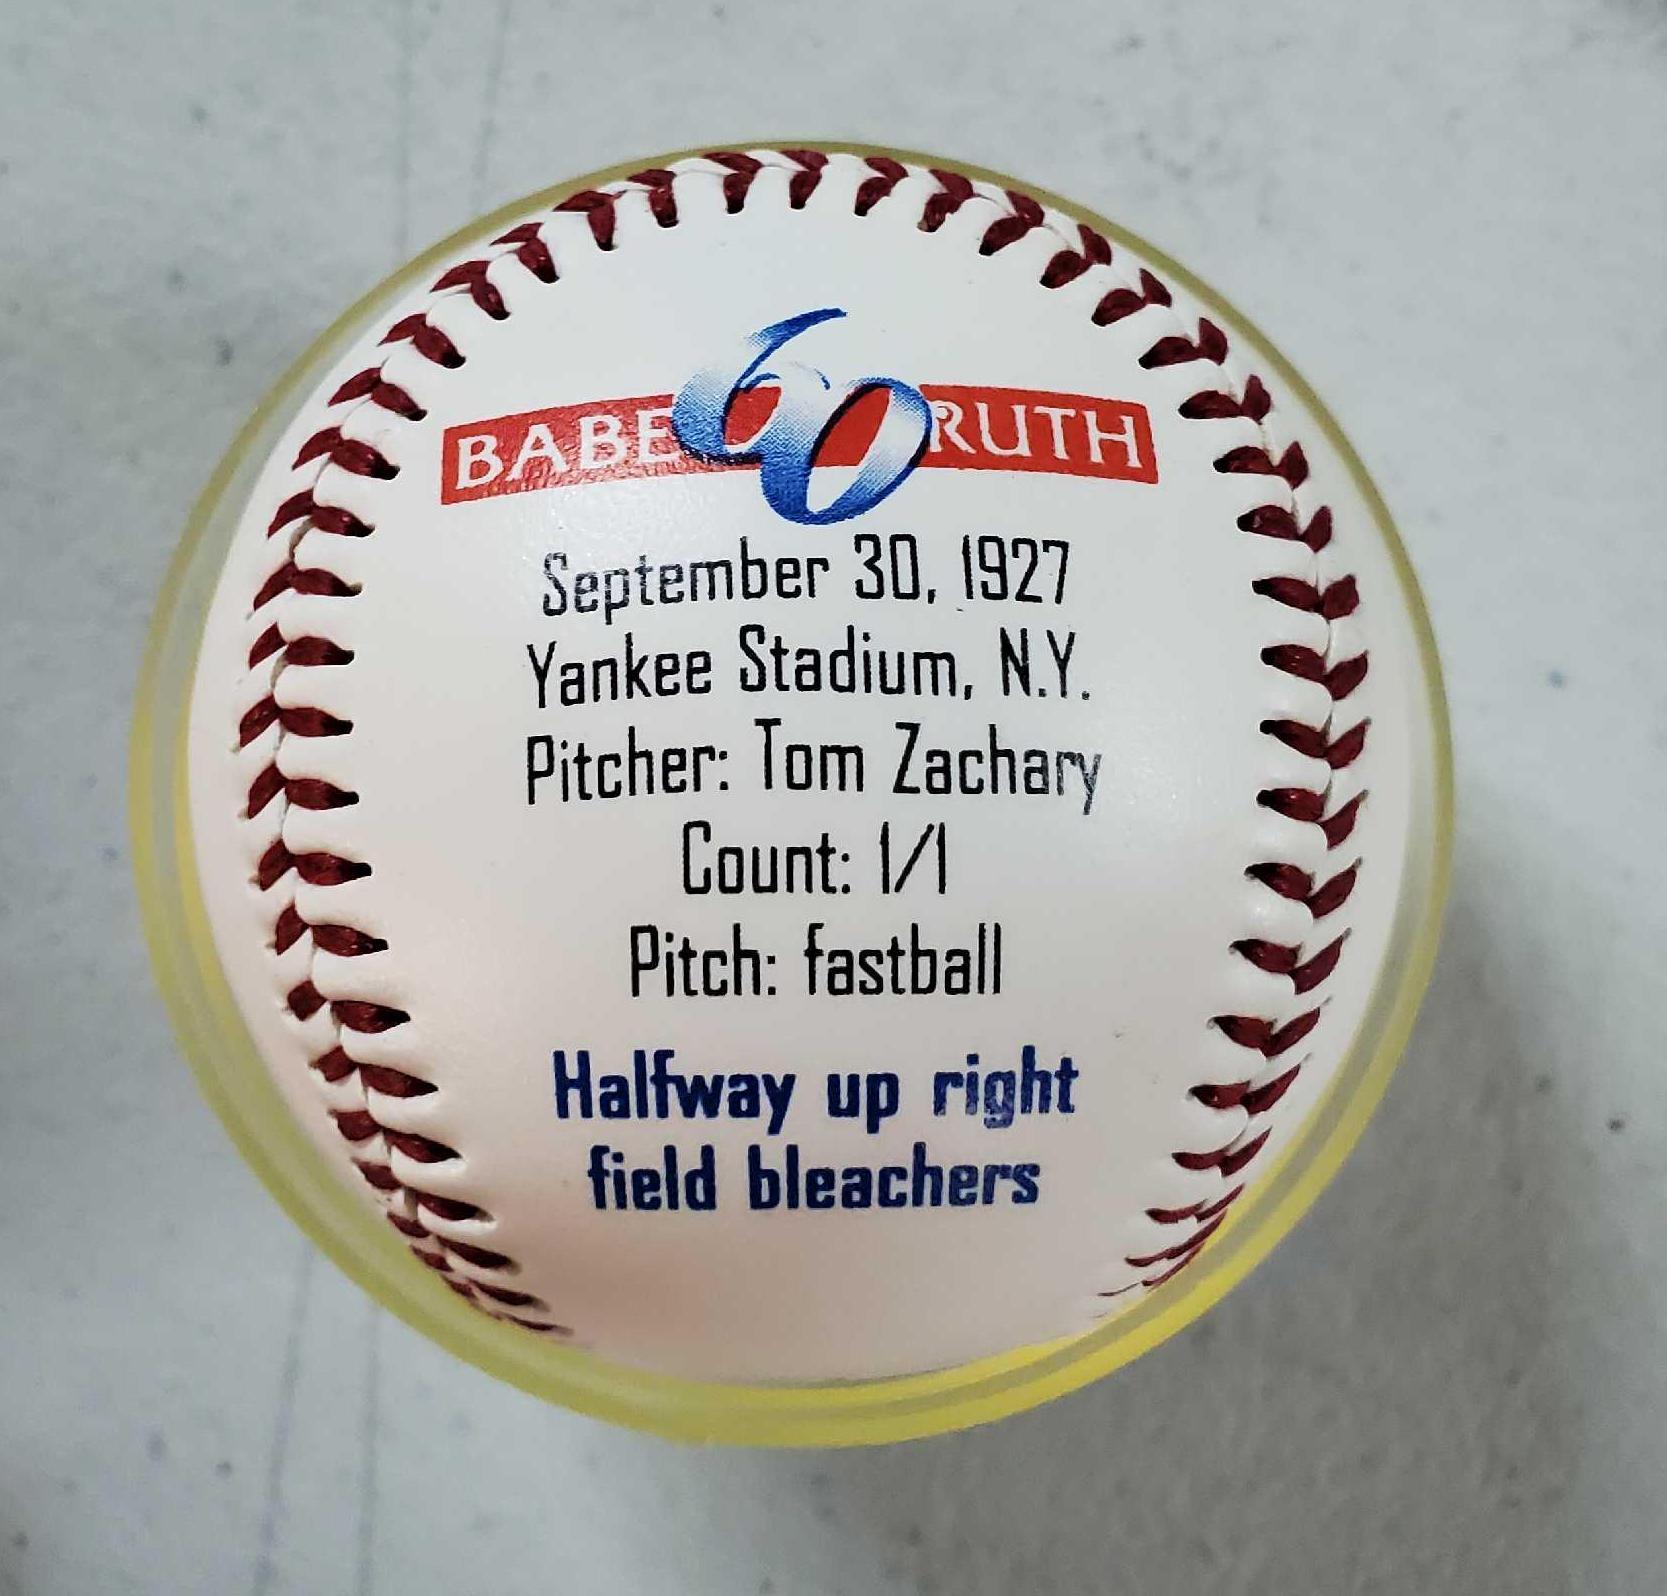 BABE 60 RUTH
September 30, 1927
Yankee Stadium, N.Y.
Pitcher: Tom Zachary
Count: 1/1
Pitch: fastball
Halfway up right
field bleachers